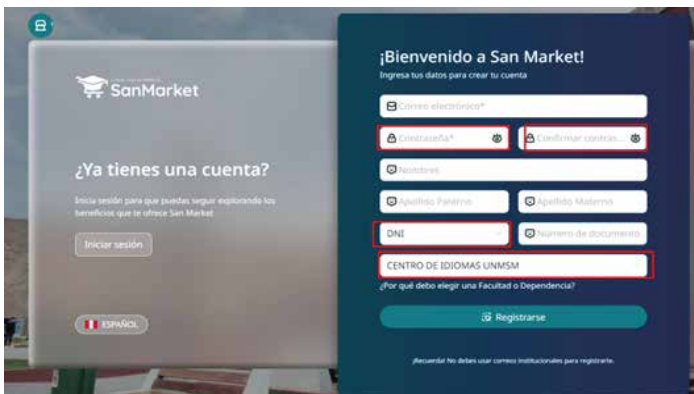 SanMarket
¿Ya tienes una cuenta?
Inicia sesión para que puedas seguir explorando los
beneficios que te ofrece San Market
Iniciar sesión
ESPAÑOL
¡Bienvenido a San Market!
Ingresa tus datos para crear tu cuenta
Correo electrónico*
Contraseña*
Confirmar contras...
Nombres
Apellido Paterno
Apellido Materno
DNI
Número de documento
CENTRO DE IDIOMAS UNMSM
¿Por qué debo elegir una Facultad o Dependencia?
Registrarse
¡Recuerda! No debes usar correos institucionales para registrarte.